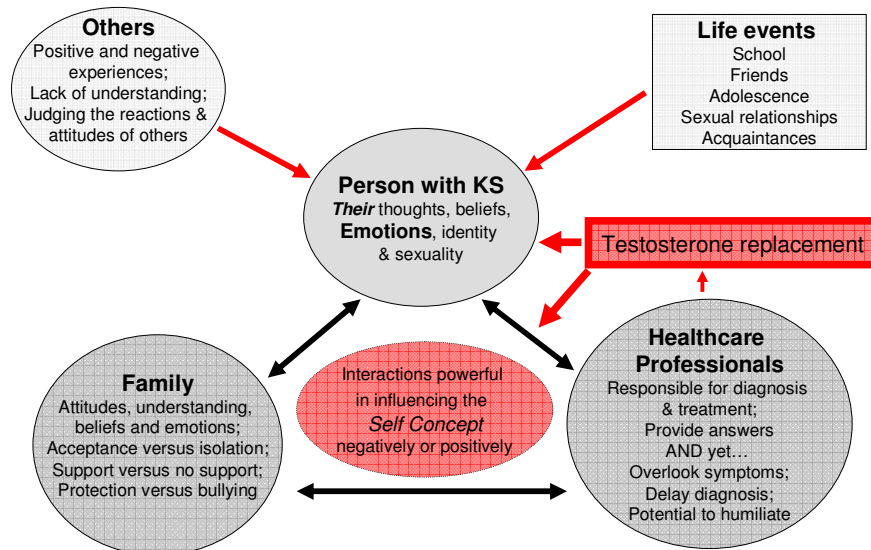 Others
Positive and negative
experiences;
Lack of understanding;
Judging the reactions &
attitudes of others
Life events
School
Friends
Adolescence
Sexual relationships
Acquaintances
Person with KS
Their thoughts, beliefs,
Emotions, identity
& sexuality
Testosterone replacement
Family
Attitudes, understanding,
beliefs and emotions;
Acceptance versus isolation;
Support versus no support;
Protection versus bullying
Interactions powerful
in influencing the
Self Concept
negatively or positively
Healthcare
Professionals
Responsible for diagnosis
& treatment;
Provide answers
AND yet…
Overlook symptoms;
Delay diagnosis;
Potential to humiliate